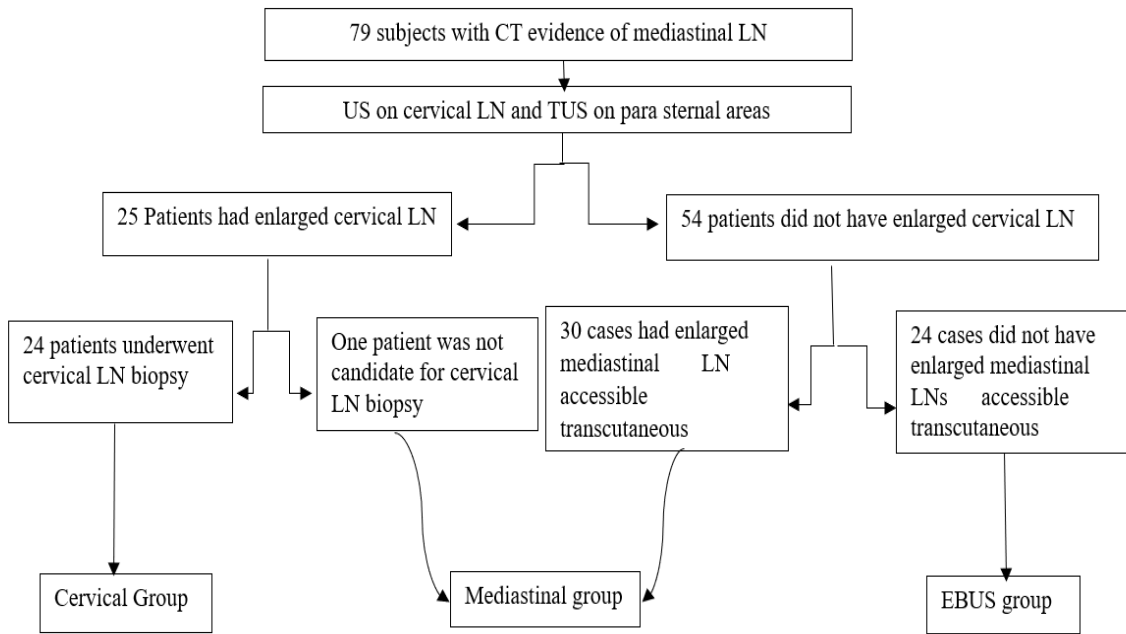 79 subjects with CT evidence of mediastinal LN
US on cervical LN and TUS on para sternal areas
25 Patients had enlarged cervical LN
54 patients did not have enlarged cervical LN
24 patients underwent
cervical LN biopsy
One patient was not
candidate for cervical
LN biopsy
30 cases had enlarged
mediastinal LN
accessible
transcutaneous
24 cases did not have
enlarged mediastinal
LNs accessible
transcutaneous
Cervical Group
Mediastinal group
EBUS group